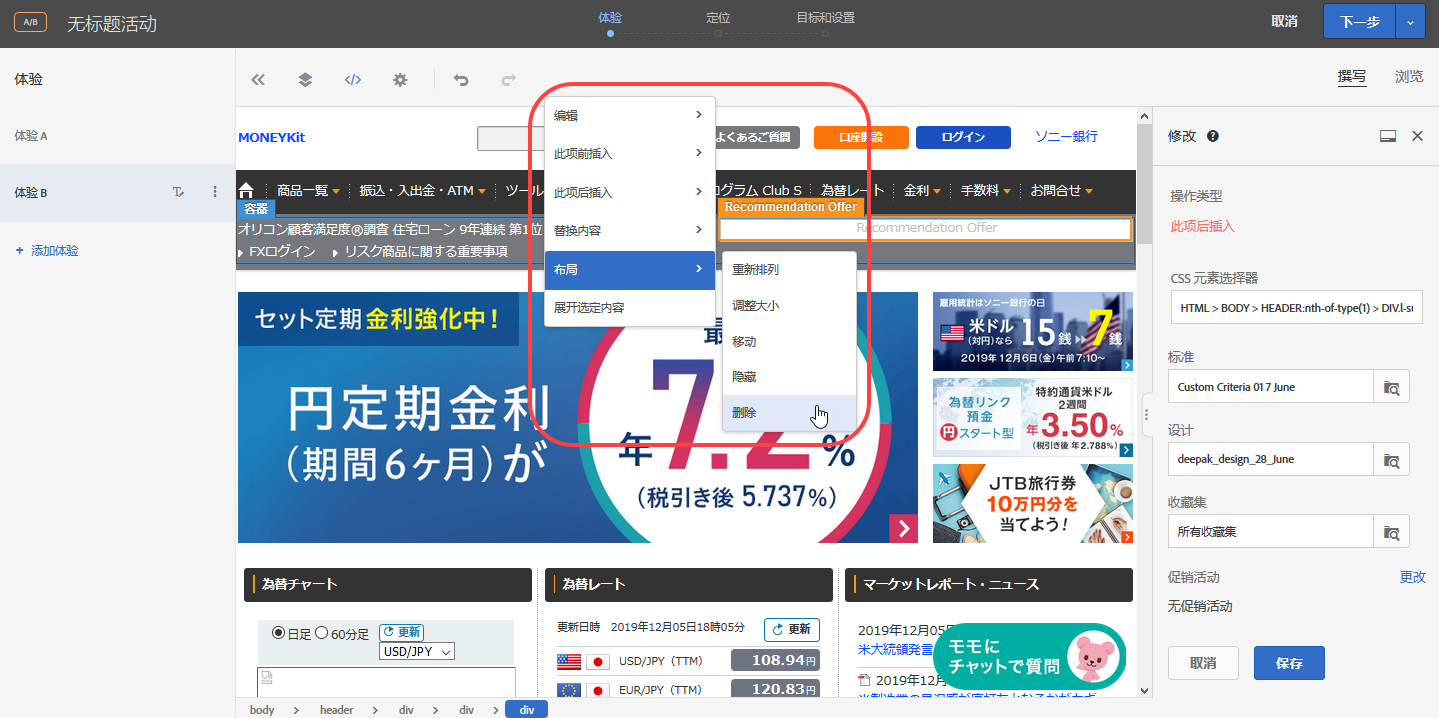 A/B 无标题活动
体验 定位 目标和设置
取消 下一步
体验
撰写 浏览
体验 A
体验 B
+ 添加体验
MONEYKit
よくあるご質問 口座開設 ログイン ソニー銀行
商品一覧 振込・入出金・ATM ツール
ログラム Club S 為替レート 金利 手数料 お問合せ
容器
Recommendation Offer
オリコン顧客満足度®調査 住宅ローン 9年連続 第1位
Recommendation Offer
FXログイン リスク商品に関する重要事項
编辑
此项前插入
此项后插入
替换内容
布局
展开选定内容
重新排列
调整大小
移动
隐藏
删除
セット定期 金利強化中！
円定期金利
（期間6ヶ月）が
最
年 7.2 %
（税引き後 5.737%）
雇用統計はソニー銀行の日
米ドル
（対円）なら
15銭 7銭
2019年12月6日(金)午前7:10～
為替リンク
預金
円 スタート型
特約通貨米ドル
2週間
年 3.50%
(税引き後 年 2.788%)
JTB旅行券
10万円分を
当てよう！
為替チャート
日足 60分足 更新
USD/JPY
為替レート
更新日時 2019年12月05日18時05分 更新
USD/JPY（TTM） 108.94円
EUR/JPY（TTM） 120.83円
マーケットレポート・ニュース
2019年12月05
米大統領発言
2019年12月
モモに
チャットで質問
修改
操作类型
此项后插入
CSS 元素选择器
HTML > BODY > HEADER:nth-of-type(1) > DIV.l-su
标准
Custom Criteria 01 7 June
设计
deepak_design_28_June
收藏集
所有收藏集
促销活动 更改
无促销活动
取消 保存
body > header > div > div > div